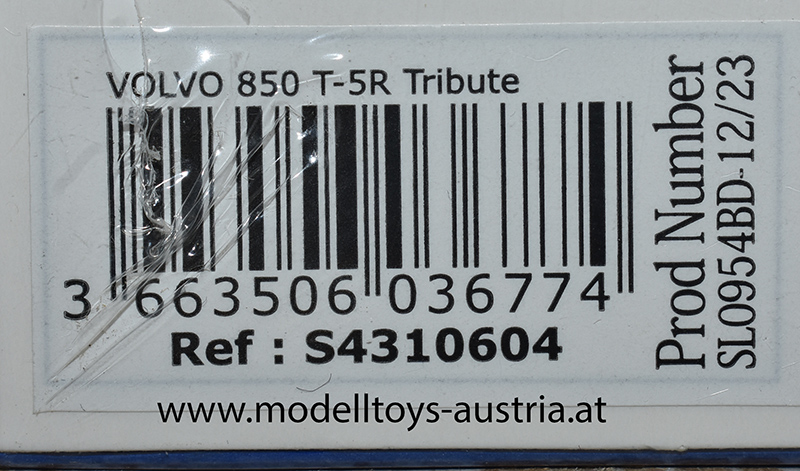 VOLVO 850 T-5R Tribute
3 663506 036774
Ref : S4310604
Prod Number
SL0954BD-12/23
www.modelltoys-austria.at